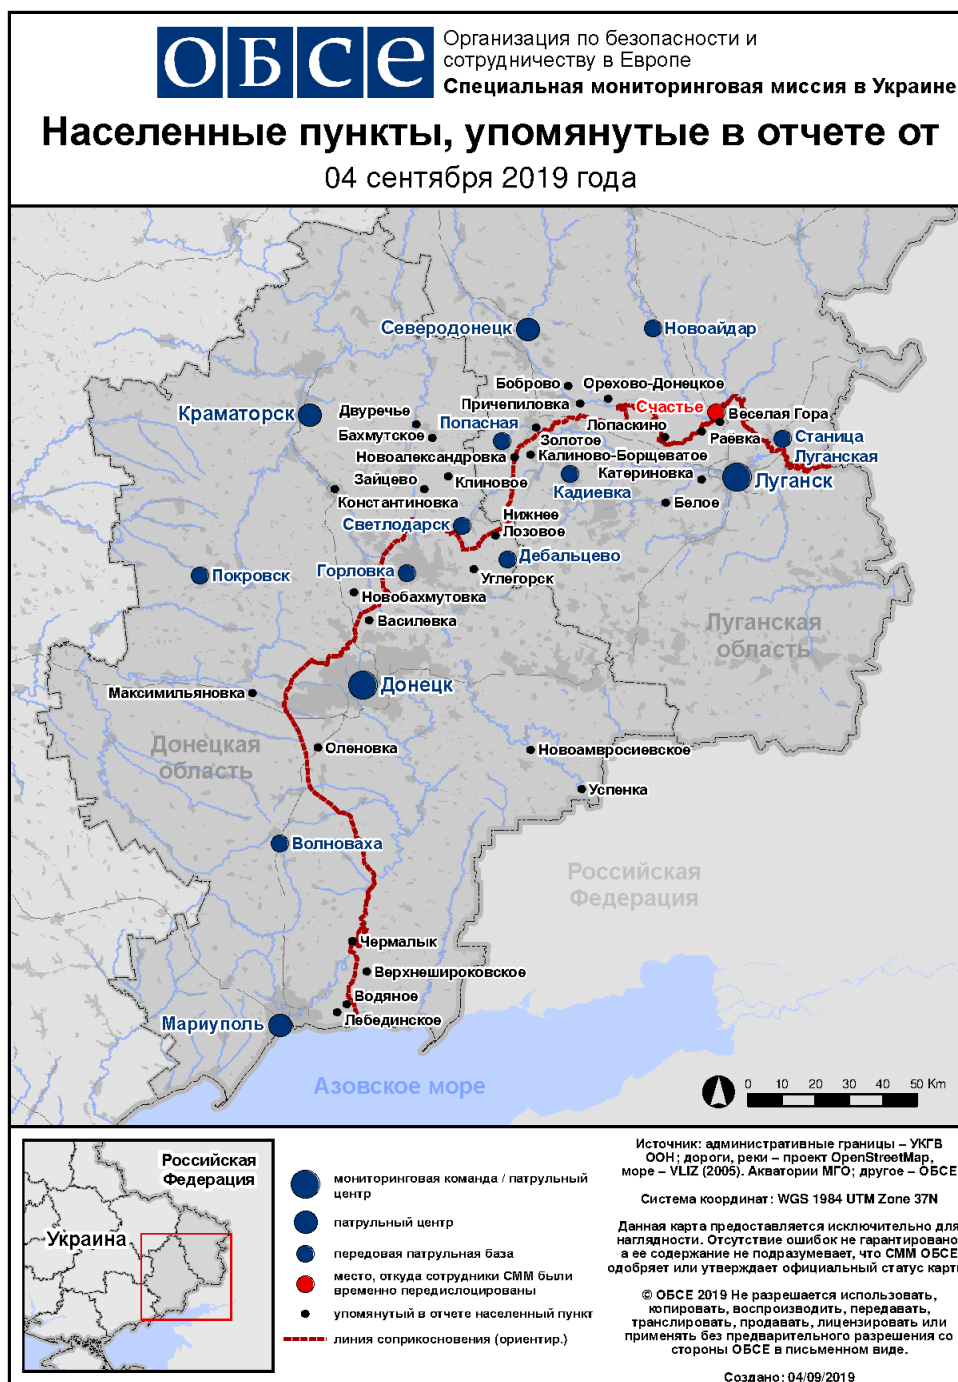 ОБСЕ
Организация по безопасности и
сотрудничеству в Европе
Специальная мониторинговая миссия в Украине
Населенные пункты, упомянутые в отчете от
04 сентября 2019 года
Северодонецк
Новоайдар
Боброво
Орехово-Донецкое
Причепиловка
Счастье
Краматорск
Двуречье
Веселая Гора
Попасная
Лопаскино
Бахмутское
Золотое
Раёвка
Станица
Луганская
Новоалександровка
Калиново-Борщеватое
Зайцево
Клиновое
Катериновка
Кадиевка
Луганск
Константиновка
Белое
Светлодарск
Нижнее
Лозовое
Дебальцево
Покровск
Горловка
Углегорск
Новобахмутовка
Василевка
Луганская
область
Донецк
Максимильяновка
Донецкая
область
Оленовка
Новоамвросиевское
Успенка
Волноваха
Российская
Федерация
Чермалык
Верхнешироковское
Водяное
Лебединское
Мариуполь
Азовское море
0 10 20 30 40 50 Km
Российская
Федерация
Украина
мониторинговая команда / патрульный
центр
патрульный центр
передовая патрульная база
место, откуда сотрудники СММ были
временно передислоцированы
упомянутый в отчете населенный пункт
линия соприкосновения (ориентир.)
Источник: административные границы – УКГВ
ООН; дороги, реки – проект OpenStreetMap,
море – VLIZ (2005). Акватории МГО; другое – ОБСЕ
Система координат: WGS 1984 UTM Zone 37N
Данная карта предоставляется исключительно для
наглядности. Отсутствие ошибок не гарантировано,
а ее содержание не подразумевает, что СММ ОБСЕ
одобряет или утверждает официальный статус карты
© ОБСЕ 2019 Не разрешается использовать,
копировать, воспроизводить, передавать,
транслировать, продавать, лицензировать или
применять без предварительного разрешения со
стороны ОБСЕ в письменном виде.
Создано: 04/09/2019